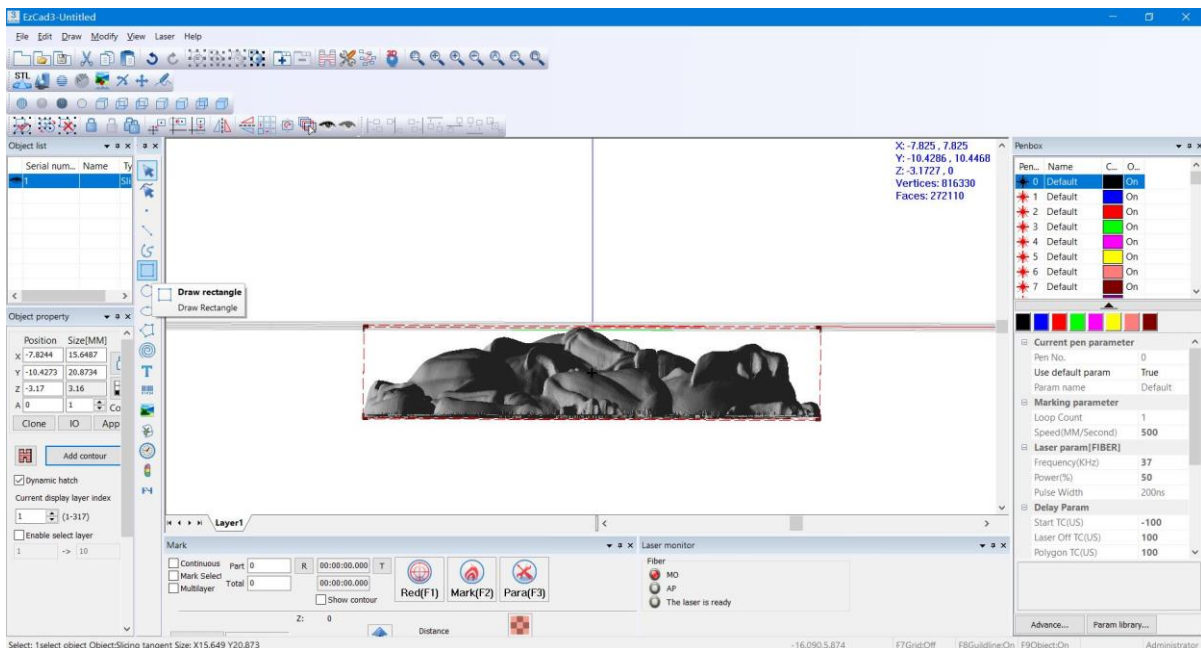 EzCad3-Untitled
File Edit Draw Modify View Laser Help
STL
Object list
Serial num... Name Ty
1 Sli
Draw rectangle
Draw Rectangle
Object property
Position Size[MM]
X -7.8244 15.6487
Y -10.4273 20.8734
Z -3.17 3.16
A 0 1 Co
Clone IO App
Add contour
Dynamic hatch
Current display layer index
1 (1-317)
Enable select layer
1 -> 10
X: -7.825 , 7.825
Y: -10.4286 , 10.4468
Z: -3.1727 , 0
Vertices: 816330
Faces: 272110
Layer1
Mark
Continuous Part 0 R 00:00:00.000 T
Mark Select Total 0 00:00:00.000
Multilayer
Show contour
Red(F1) Mark(F2) Para(F3)
Z: 0
Distance
Laser monitor
Fiber
MO
AP
The laser is ready
Penbox
Pen... Name C... O...
0 Default On
1 Default On
2 Default On
3 Default On
4 Default On
5 Default On
6 Default On
7 Default On
Current pen parameter
Pen No. 0
Use default param True
Param name Default
Marking parameter
Loop Count 1
Speed(MM/Second) 500
Laser param[FIBER]
Frequency(KHz) 37
Power(%) 50
Pulse Width 200ns
Delay Param
Start TC(US) -100
Laser Off TC(US) 100
Polygon TC(US) 100
Advance... Param library...
Select: 1select object Object:Slicing tangent Size: X15.649 Y20.873
-16.090,5.874 F7Grid:Off F8Guildline:On F9Object:On Administrator